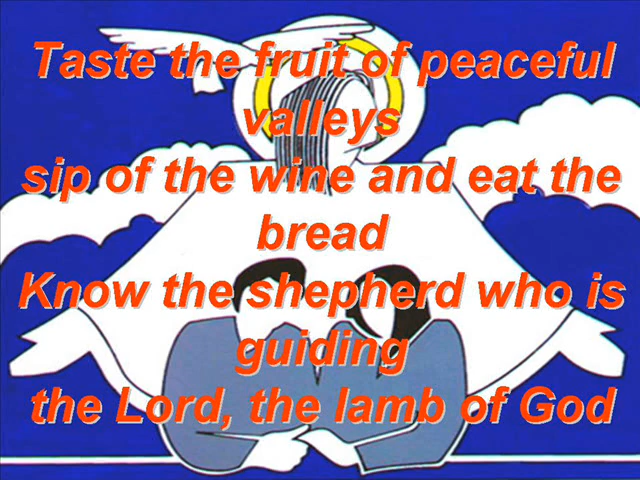 Taste the fruit of peaceful
valleys
sip of the wine and eat the
bread
Know the shepherd who is
guiding
the Lord, the lamb of God